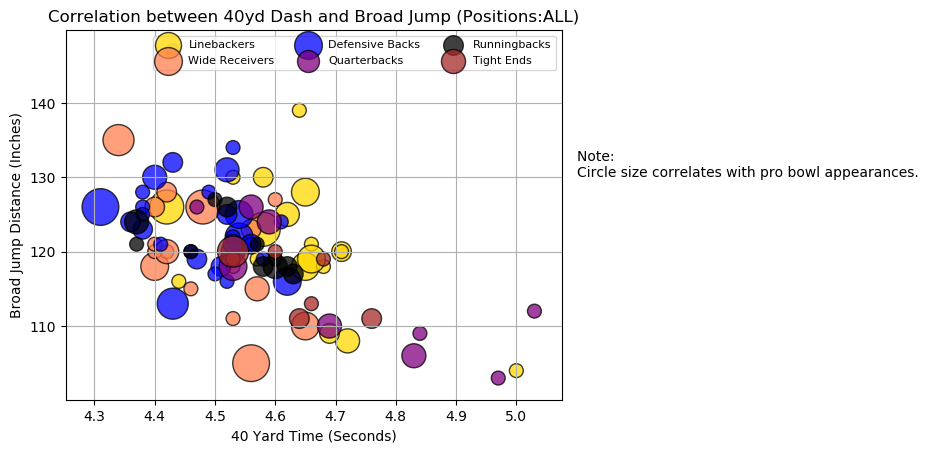 Correlation between 40yd Dash and Broad Jump (Positions:ALL)
Linebackers
Wide Receivers
Defensive Backs
Quarterbacks
Runningbacks
Tight Ends
140
130
120
110
Broad Jump Distance (Inches)
4.3 4.4 4.5 4.6 4.7 4.8 4.9 5.0
40 Yard Time (Seconds)
Note:
Circle size correlates with pro bowl appearances.